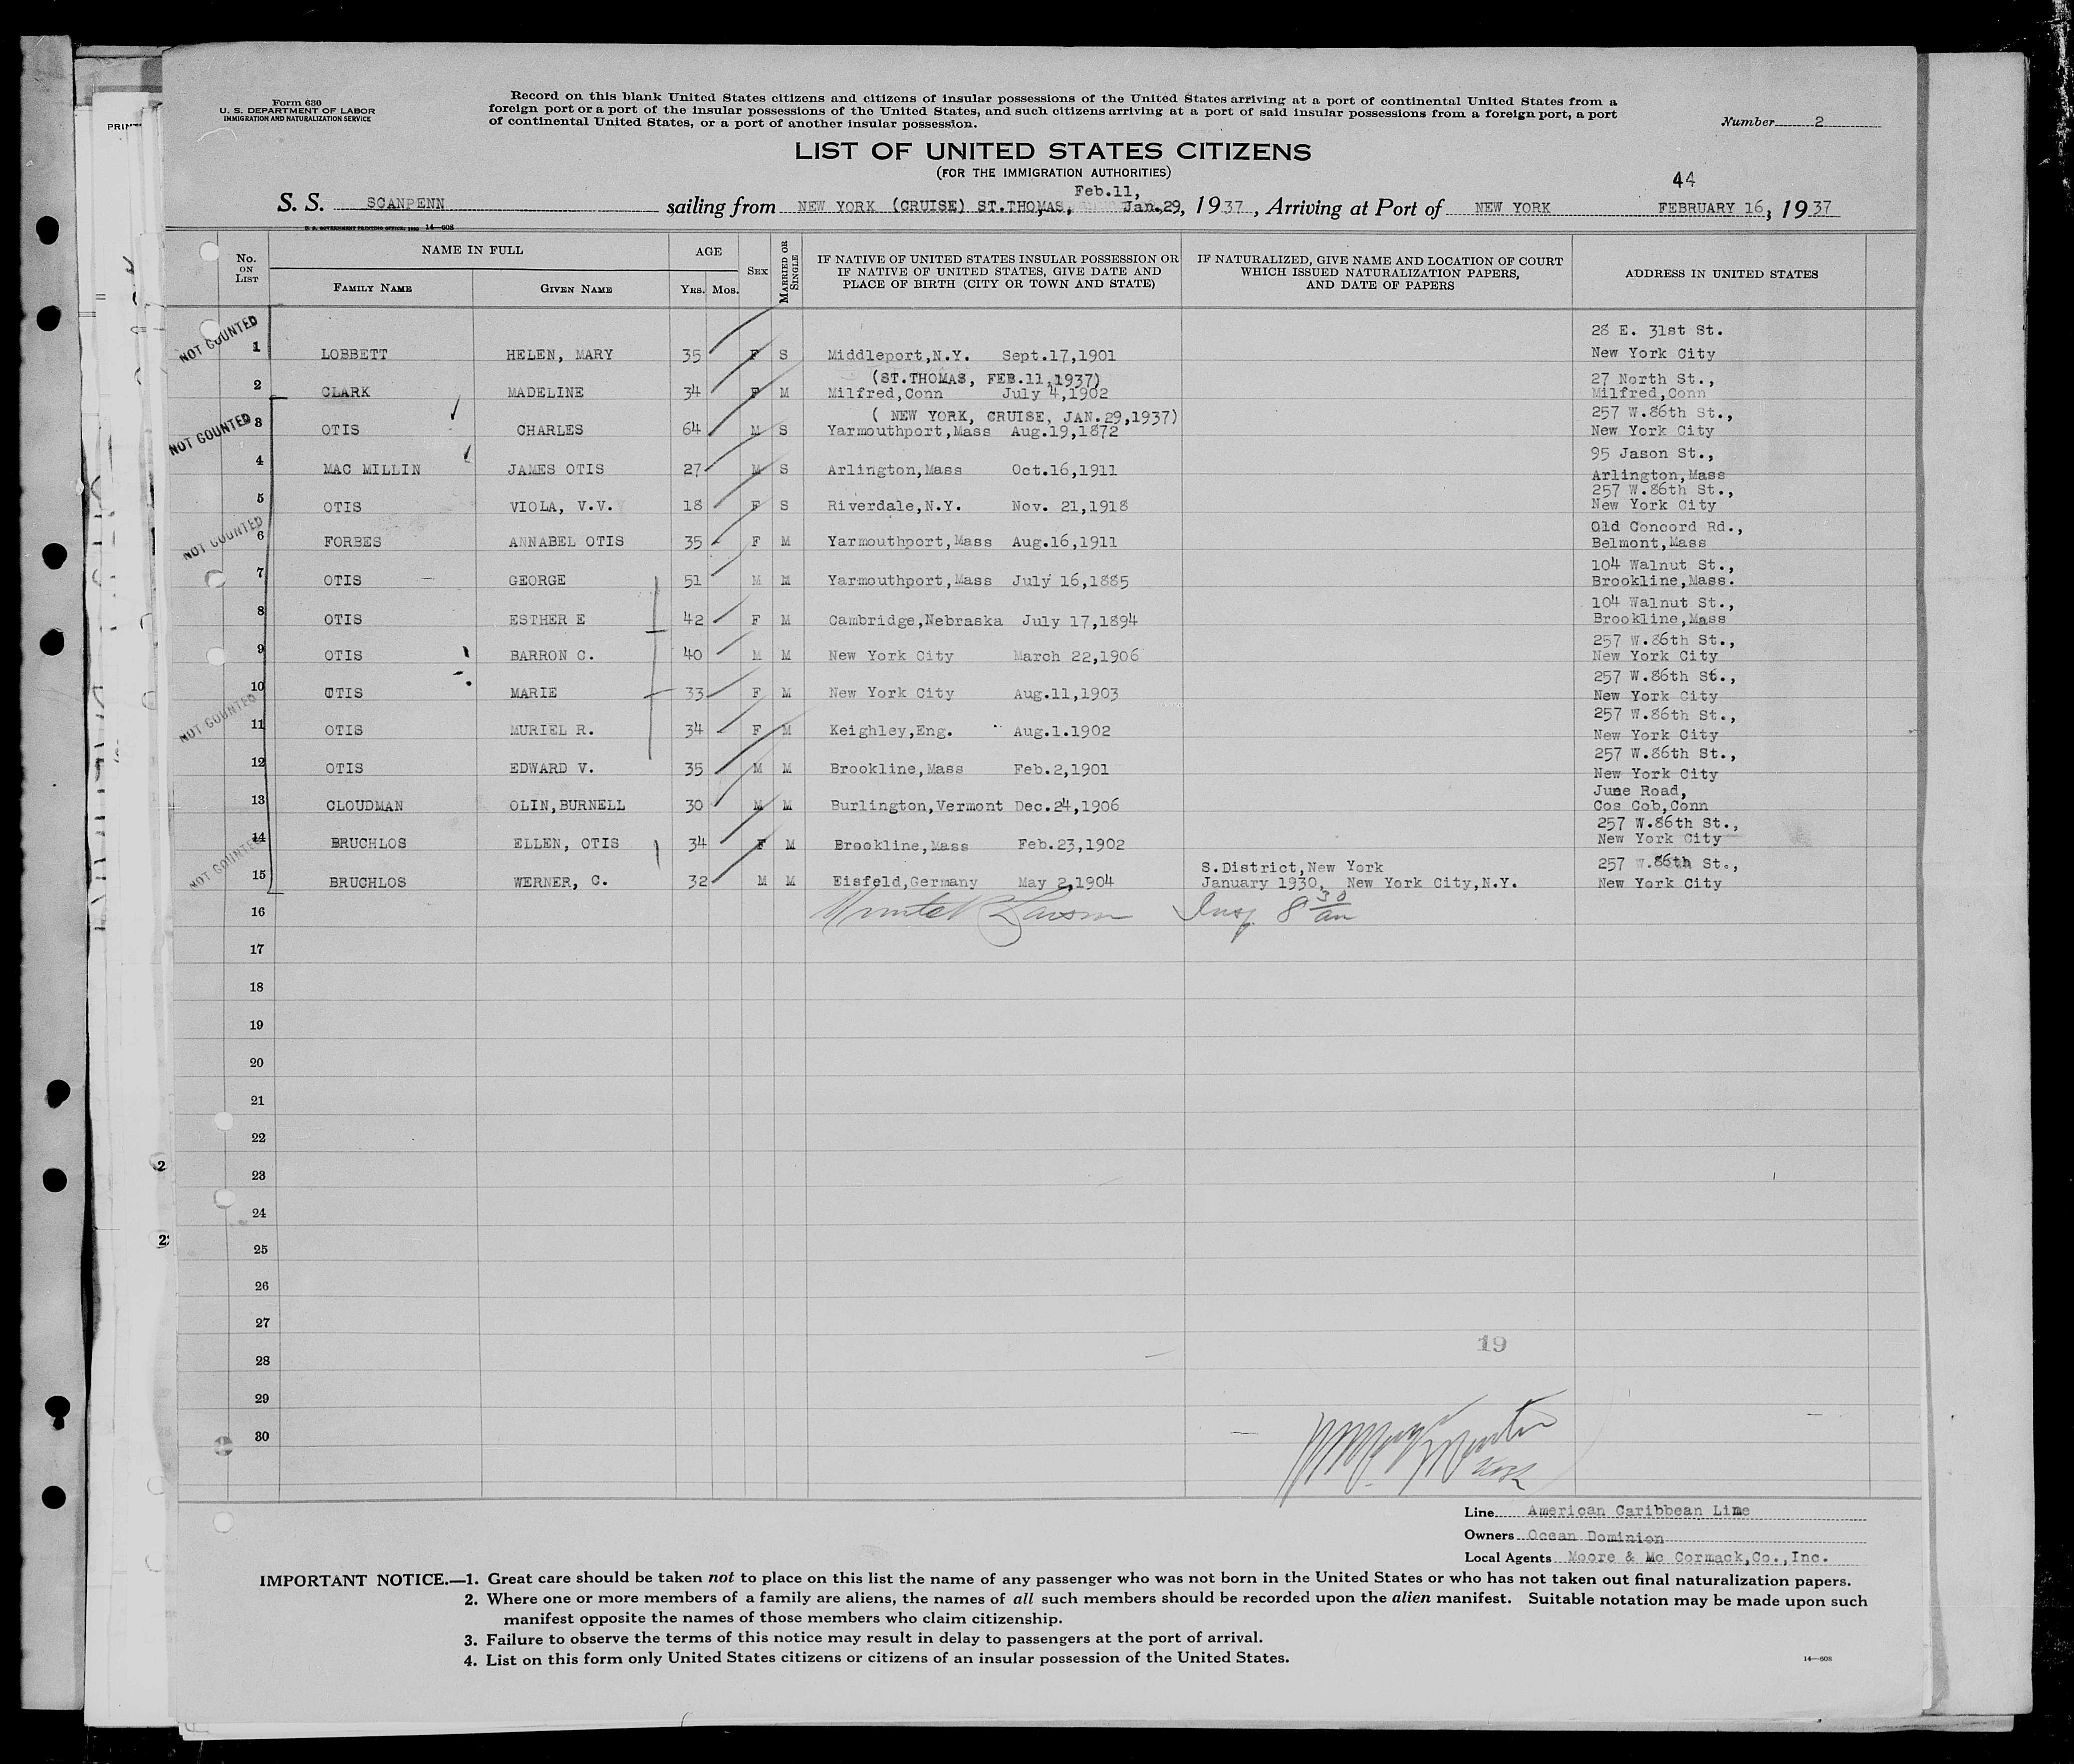 Form 630
U. S. DEPARTMENT OF LABOR
IMMIGRATION AND NATURALIZATION SERVICE
Record on this blank United States citizens and citizens of insular possessions of the United States arriving at a port of continental United States from a
foreign port or a port of the insular possessions of the United States, and such citizens arriving at a port of said insular possessions from a foreign port, a port
of continental United States, or a port of another insular possession.
Number 2
LIST OF UNITED STATES CITIZENS
(FOR THE IMMIGRATION AUTHORITIES)
44
Feb.11,
S. S. SCANPENN sailing from NEW YORK (CRUISE) ST.THOMAS, Jan.29, 1937, Arriving at Port of NEW YORK FEBRUARY 16, 1937
14—608
No. ON LIST NAME IN FULL AGE SEX MARRIED OR SINGLE IF NATIVE OF UNITED STATES INSULAR POSSESSION OR IF NATIVE OF UNITED STATES, GIVE DATE AND PLACE OF BIRTH (CITY OR TOWN AND STATE) IF NATURALIZED, GIVE NAME AND LOCATION OF COURT WHICH ISSUED NATURALIZATION PAPERS, AND DATE OF PAPERS ADDRESS IN UNITED STATES
FAMILY NAME GIVEN NAME YRS. MOS.
NOT COUNTED
28 E. 31st St.
1 LOBBETT HELEN, MARY 35 F S Middleport,N.Y. Sept.17,1901 New York City
(ST.THOMAS, FEB.11,1937) 27 North St.,
2 CLARK MADELINE 34 F M Milfred,Conn July 4,1902 Milfred,Conn
( NEW YORK, CRUISE, JAN.29,1937) 257 W.86th St.,
NOT COUNTED
3 OTIS CHARLES 64 M S Yarmouthport,Mass Aug.19,1872 New York City
95 Jason St.,
4 MAC MILLIN JAMES OTIS 27 M S Arlington,Mass Oct.16,1911 Arlington,Mass
257 W.86th St.,
5 OTIS VIOLA, V.V. 18 F S Riverdale,N.Y. Nov. 21,1918 New York City
NOT COUNTED
Old Concord Rd.,
6 FORBES ANNABEL OTIS 35 F M Yarmouthport,Mass Aug.16,1911 Belmont,Mass
104 Walnut St.,
7 OTIS GEORGE 51 M M Yarmouthport,Mass July 16,1885 Brookline,Mass.
104 Walnut St.,
8 OTIS ESTHER E 42 F M Cambridge,Nebraska July 17,1894 Brookline,Mass
257 W.86th St.,
9 OTIS BARRON C. 40 M M New York City March 22,1906 New York City
257 W.86th St.,
10 OTIS MARIE 33 F M New York City Aug.11,1903 New York City
NOT COUNTED
257 W.86th St.,
11 OTIS MURIEL R. 34 F M Keighley,Eng. Aug.1.1902 New York City
257 W.86th St.,
12 OTIS EDWARD V. 35 M M Brookline,Mass Feb.2,1901 New York City
June Road,
13 CLOUDMAN OLIN,BURNELL 30 M M Burlington,Vermont Dec.24,1906 Cos Cob,Conn
257 W.86th St.,
14 BRUCHLOS ELLEN, OTIS 34 F M Brookline,Mass Feb.23,1902 New York City
NOT COUNTED
S.District,New York 257 W.86th St.,
15 BRUCHLOS WERNER, C. 32 M M Eisfeld,Germany May 2,1904 January 1930, New York City,N.Y. New York City
16 Insp 8 30 am
17
18
19
20
21
22
23
24
25
26
27
19
28
29
30
Line American Caribbean Line
Owners Ocean Dominion
Local Agents Moore & Mc Cormack,Co.,Inc.
IMPORTANT NOTICE.—1. Great care should be taken not to place on this list the name of any passenger who was not born in the United States or who has not taken out final naturalization papers.
2. Where one or more members of a family are aliens, the names of all such members should be recorded upon the alien manifest. Suitable notation may be made upon such
manifest opposite the names of those members who claim citizenship.
3. Failure to observe the terms of this notice may result in delay to passengers at the port of arrival.
4. List on this form only United States citizens or citizens of an insular possession of the United States.
14—608